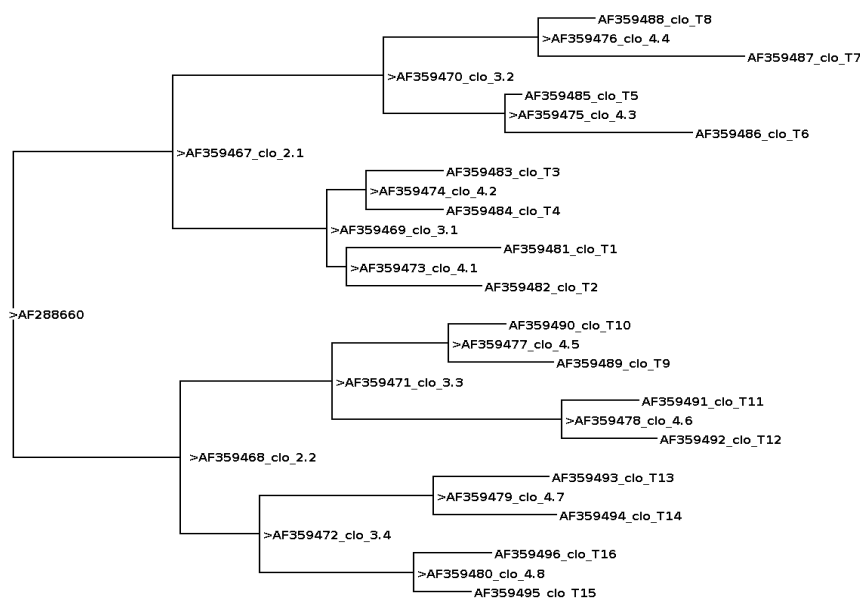 AF359488_clo_T8
>AF359476_clo_4.4
AF359487_clo_T7
>AF359470_clo_3.2
AF359485_clo_T5
>AF359475_clo_4.3
AF359486_clo_T6
>AF359467_clo_2.1
AF359483_clo_T3
>AF359474_clo_4.2
AF359484_clo_T4
>AF359469_clo_3.1
AF359481_clo_T1
>AF359473_clo_4.1
AF359482_clo_T2
>AF288660
AF359490_clo_T10
>AF359477_clo_4.5
AF359489_clo_T9
>AF359471_clo_3.3
AF359491_clo_T11
>AF359478_clo_4.6
AF359492_clo_T12
>AF359468_clo_2.2
AF359493_clo_T13
>AF359479_clo_4.7
AF359494_clo_T14
>AF359472_clo_3.4
AF359496_clo_T16
>AF359480_clo_4.8
AF359495_clo_T15